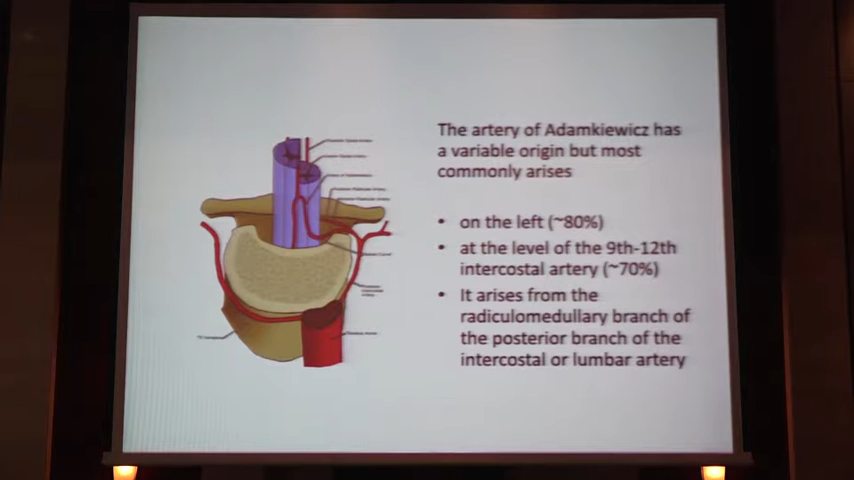 The artery of Adamkiewicz has
a variable origin but most
commonly arises
• on the left (~80%)
• at the level of the 9th-12th
intercostal artery (~70%)
• It arises from the
radiculomedullary branch of
the posterior branch of the
intercostal or lumbar artery